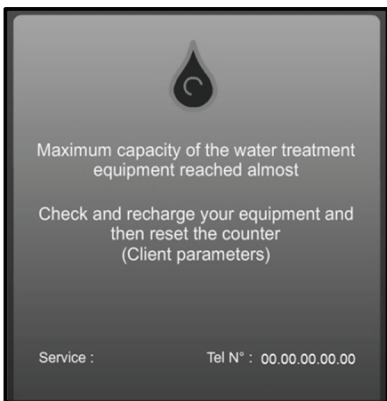 Maximum capacity of the water treatment
equipment reached almost
Check and recharge your equipment and
then reset the counter
(Client parameters)
Service : Tel N° : 00.00.00.00.00